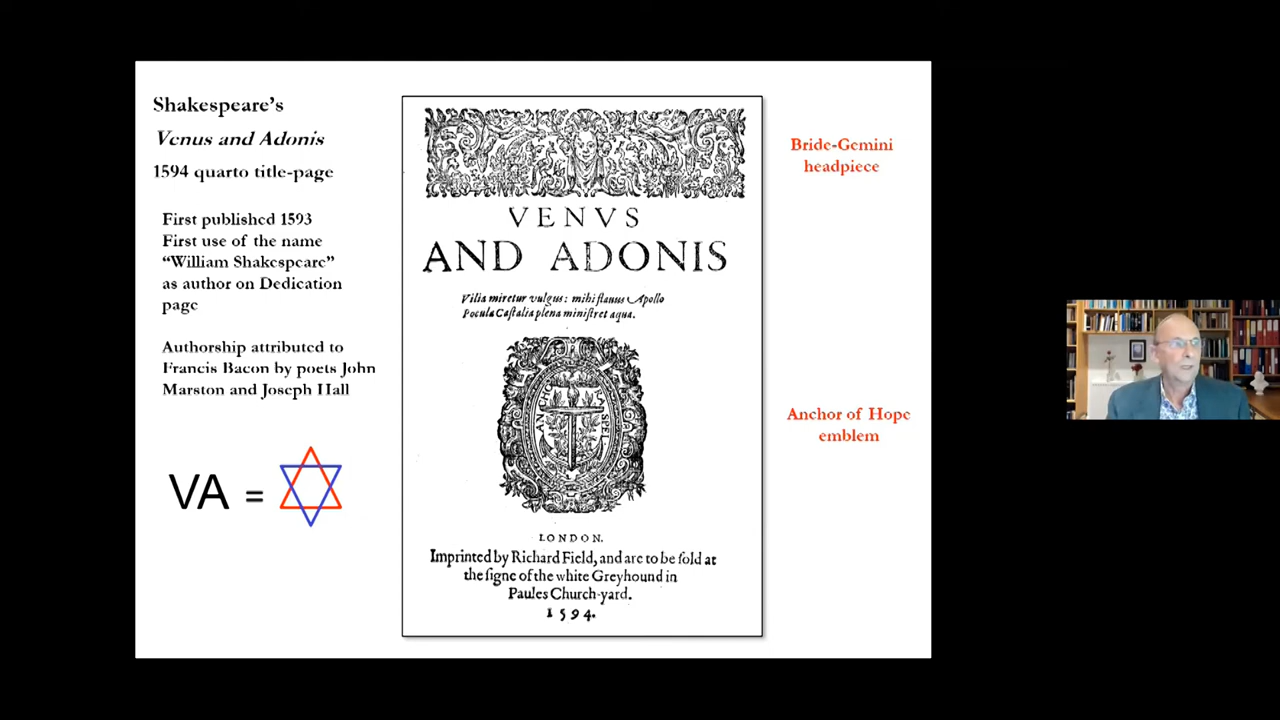 Shakespeare's
Venus and Adonis
1594 quarto title-page
First published 1593
First use of the name
"William Shakespeare"
as author on Dedication
page
Authorship attributed to
Francis Bacon by poets John
Marston and Joseph Hall
VA =
VENVS
AND ADONIS
Vilia miretur vulgus: mihi flauus Apollo
Pocula Caſtalia plena miniſtret aqua.
ANCHO SPEI
LONDON.
Imprinted by Richard Field, and are to be ſold at
the ſigne of the white Greyhound in
Paules Church-yard.
1594.
Bride-Gemini
headpiece
Anchor of Hope
emblem